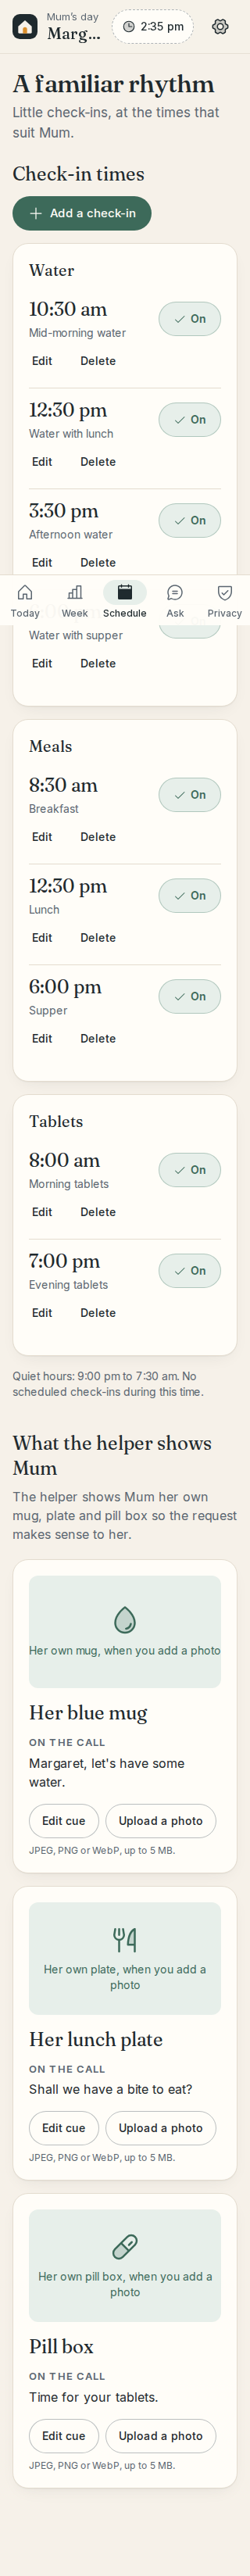 Mum's day
Marg...
2:35 pm
A familiar rhythm
Little check-ins, at the times that
suit Mum.
Check-in times
Add a check-in
Water
10:30 am
Mid-morning water
On
Edit Delete
12:30 pm
Water with lunch
On
Edit Delete
3:30 pm
Afternoon water
On
Edit Delete
Today Week Schedule Ask Privacy
Water with supper
Edit Delete
Meals
8:30 am
Breakfast
On
Edit Delete
12:30 pm
Lunch
On
Edit Delete
6:00 pm
Supper
On
Edit Delete
Tablets
8:00 am
Morning tablets
On
Edit Delete
7:00 pm
Evening tablets
On
Edit Delete
Quiet hours: 9:00 pm to 7:30 am. No
scheduled check-ins during this time.
What the helper shows
Mum
The helper shows Mum her own
mug, plate and pill box so the request
makes sense to her.
Her own mug, when you add a photo
Her blue mug
ON THE CALL
Margaret, let's have some
water.
Edit cue Upload a photo
JPEG, PNG or WebP, up to 5 MB.
Her own plate, when you add a
photo
Her lunch plate
ON THE CALL
Shall we have a bite to eat?
Edit cue Upload a photo
JPEG, PNG or WebP, up to 5 MB.
Her own pill box, when you add a
photo
Pill box
ON THE CALL
Time for your tablets.
Edit cue Upload a photo
JPEG, PNG or WebP, up to 5 MB.